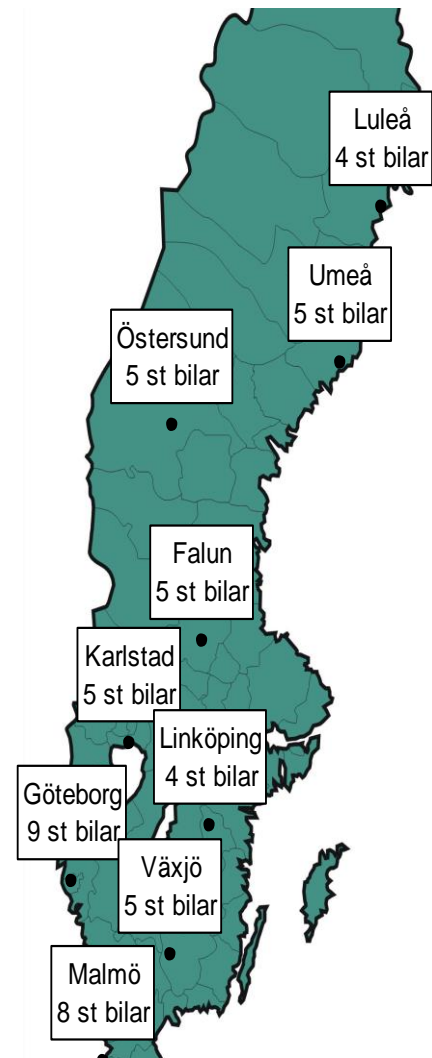 Luleå
4 st bilar
Umeå
5 st bilar
Östersund
5 st bilar
Falun
5 st bilar
Karlstad
5 st bilar
Linköping
4 st bilar
Göteborg
9 st bilar
Växjö
5 st bilar
Malmö
8 st bilar